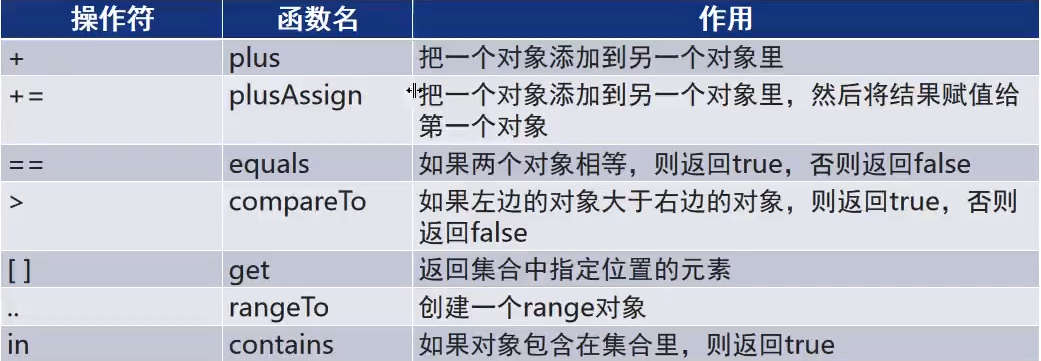 操作符 函数名 作用
+ plus 把一个对象添加到另一个对象里
+= plusAssign 把一个对象添加到另一个对象里，然后将结果赋值给
第一个对象
== equals 如果两个对象相等，则返回true，否则返回false
> compareTo 如果左边的对象大于右边的对象，则返回true，否则
返回false
[ ] get 返回集合中指定位置的元素
.. rangeTo 创建一个range对象
in contains 如果对象包含在集合里，则返回true